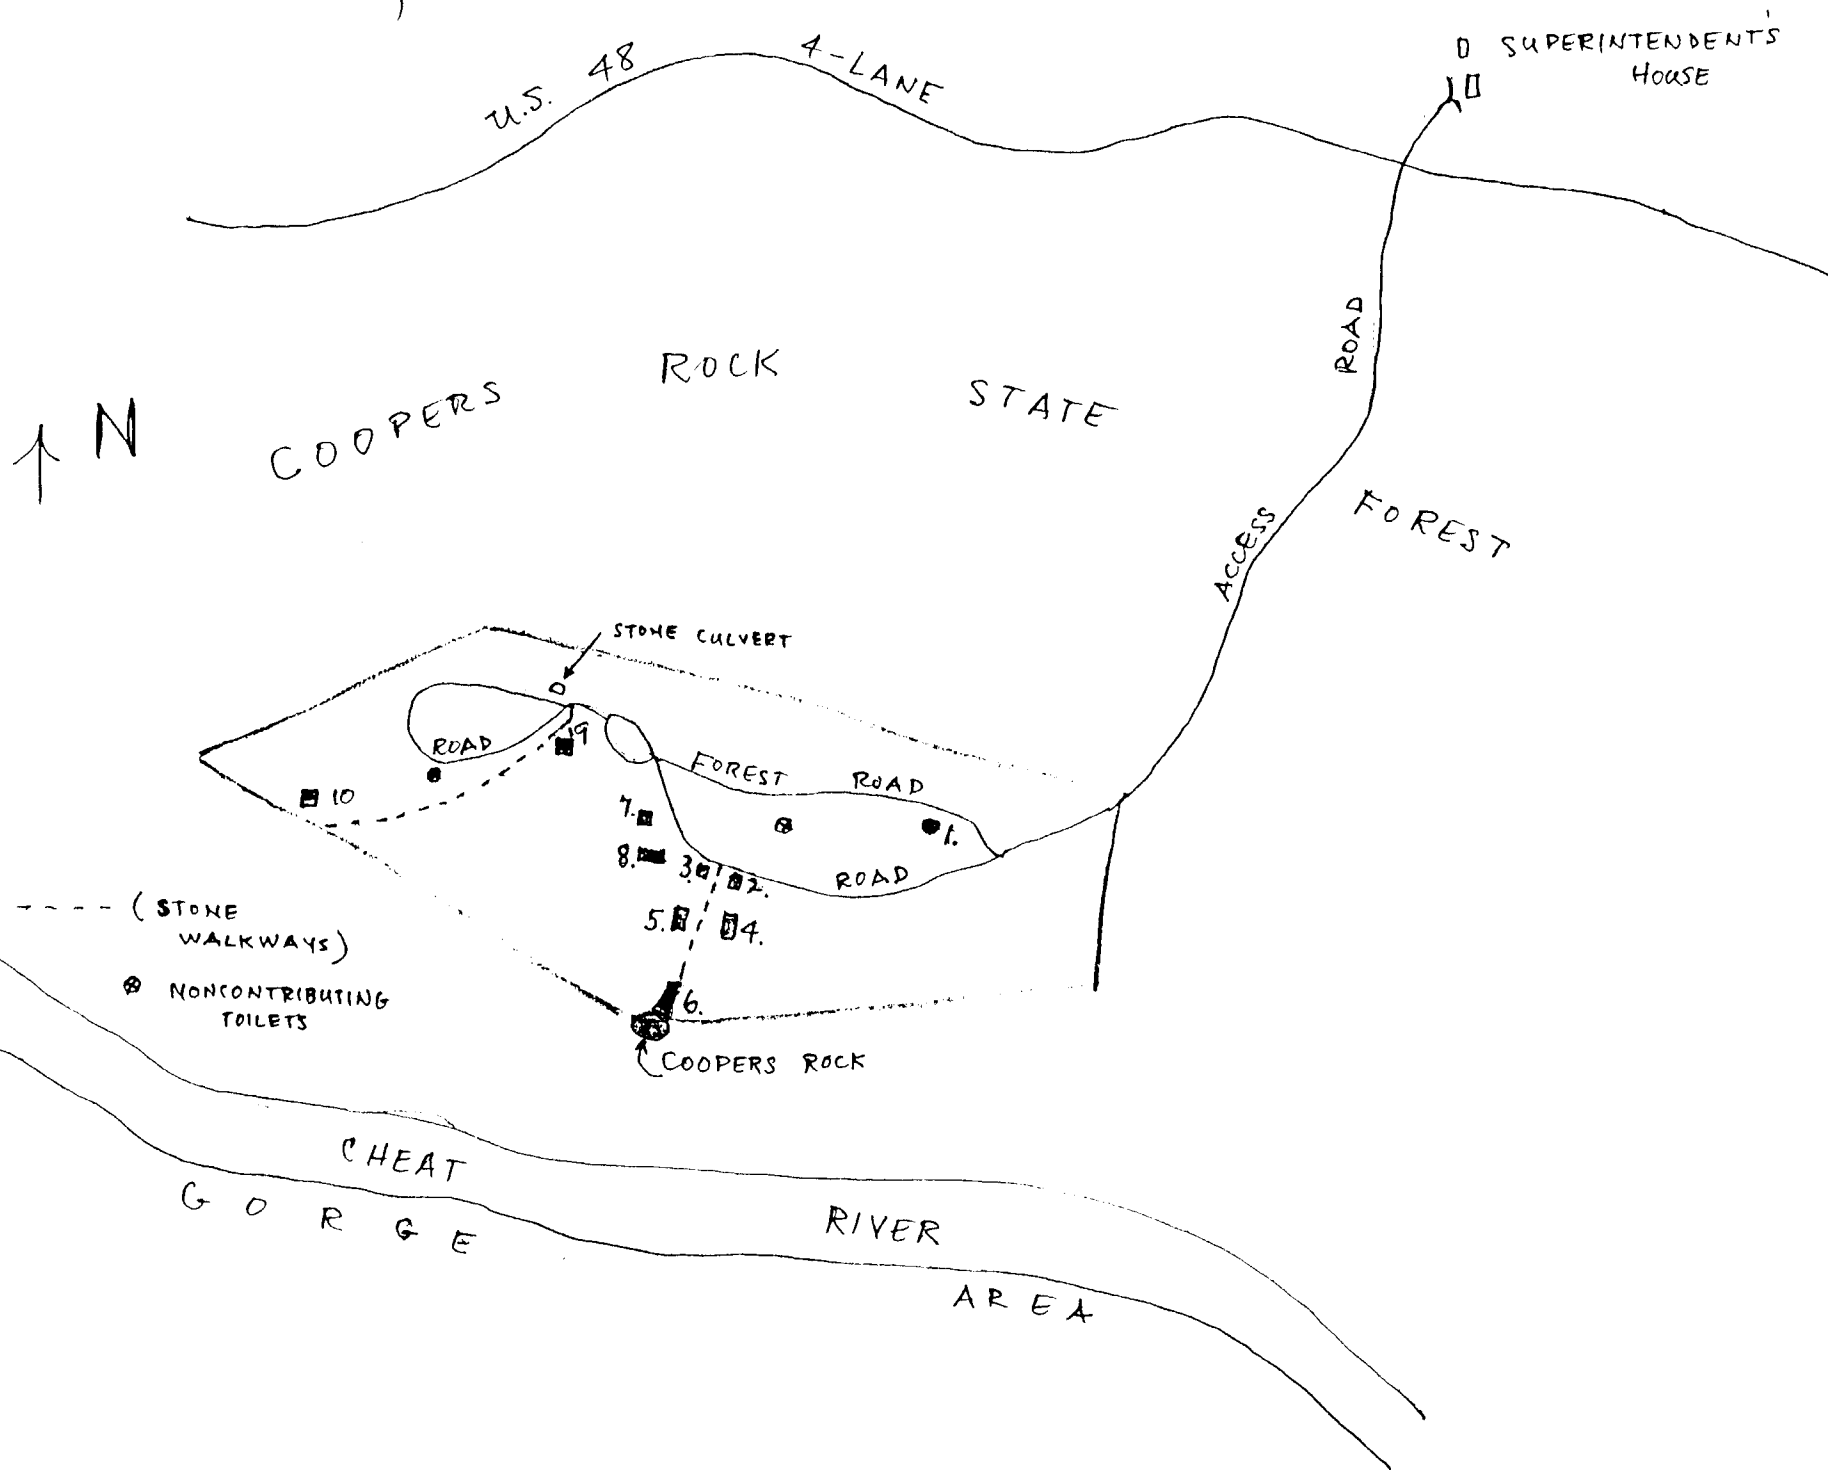 U.S. 48 4-LANE
SUPERINTENDENT'S
HOUSE
ROAD
ACCESS
N
COOPERS ROCK STATE FOREST
STONE CULVERT
ROAD
9
10
FOREST ROAD
1.
7.
8.
3.
2.
ROAD
5.
4.
6.
COOPERS ROCK
---- (STONE
WALKWAYS)
NONCONTRIBUTING
TOILETS
CHEAT RIVER
GORGE AREA